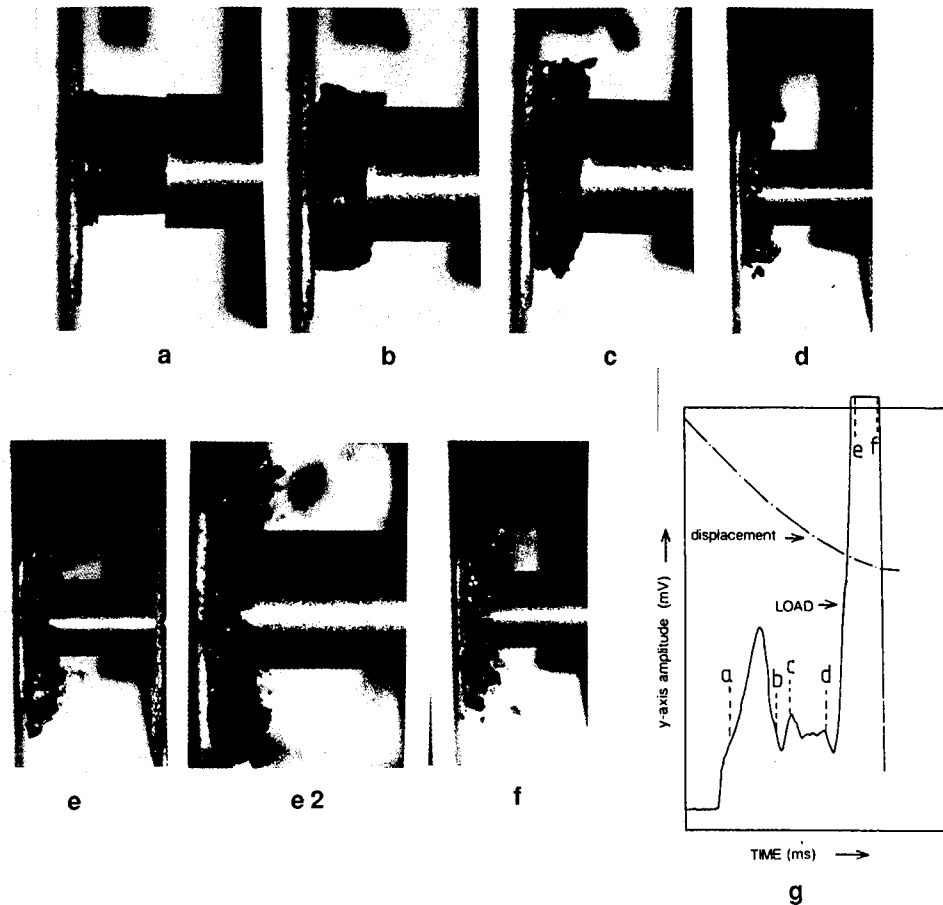 a
b
c
d
e
e 2
f
displacement →
LOAD →
a
b
c
d
e
f
y-axis amplitude (mV) →
TIME (ms) →
g